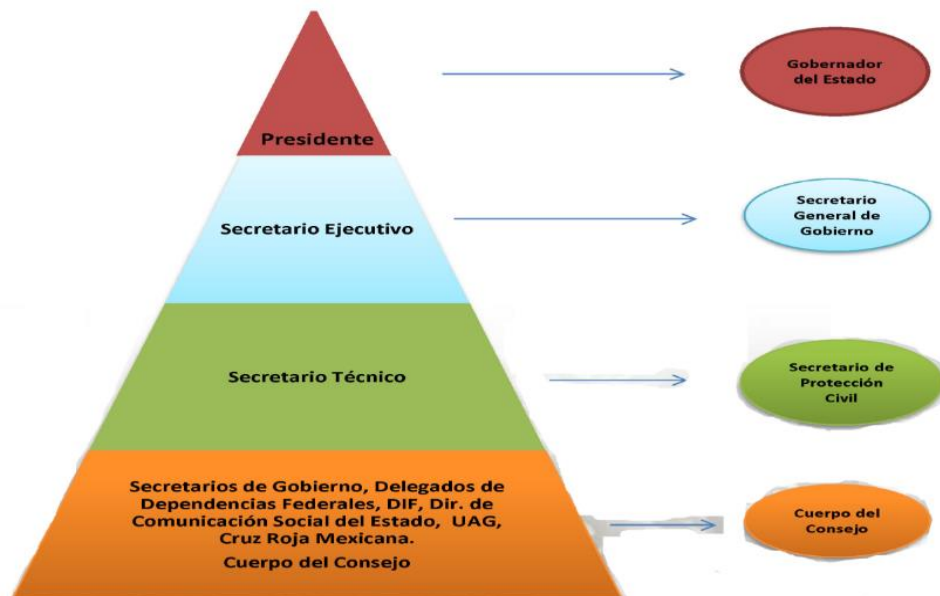 Gobernador
del Estado
Presidente
Secretario Ejecutivo
Secretario
General de
Gobierno
Secretario Técnico
Secretario de
Protección
Civil
Secretarios de Gobierno, Delegados de
Dependencias Federales, DIF, Dir. de
Comunicación Social del Estado, UAG,
Cruz Roja Mexicana.
Cuerpo del Consejo
Cuerpo del
Consejo